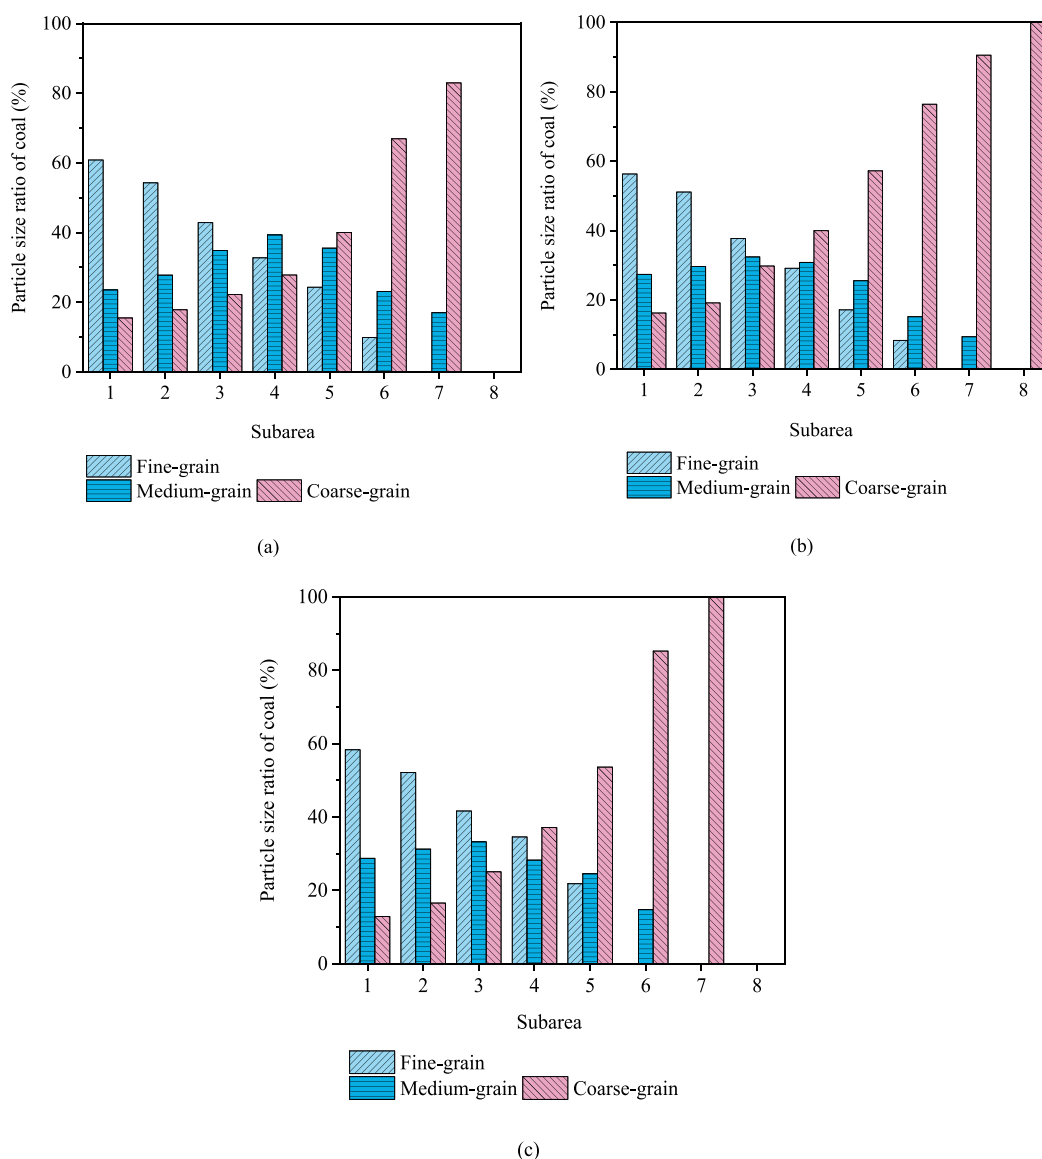 Particle size ratio of coal (%)
100
80
60
40
20
0
1 2 3 4 5 6 7 8
Subarea
Fine-grain
Medium-grain Coarse-grain
(a)
Particle size ratio of coal (%)
100
80
60
40
20
0
1 2 3 4 5 6 7 8
Subarea
Fine-grain
Medium-grain Coarse-grain
(b)
Particle size ratio of coal (%)
100
80
60
40
20
0
1 2 3 4 5 6 7 8
Subarea
Fine-grain
Medium-grain Coarse-grain
(c)